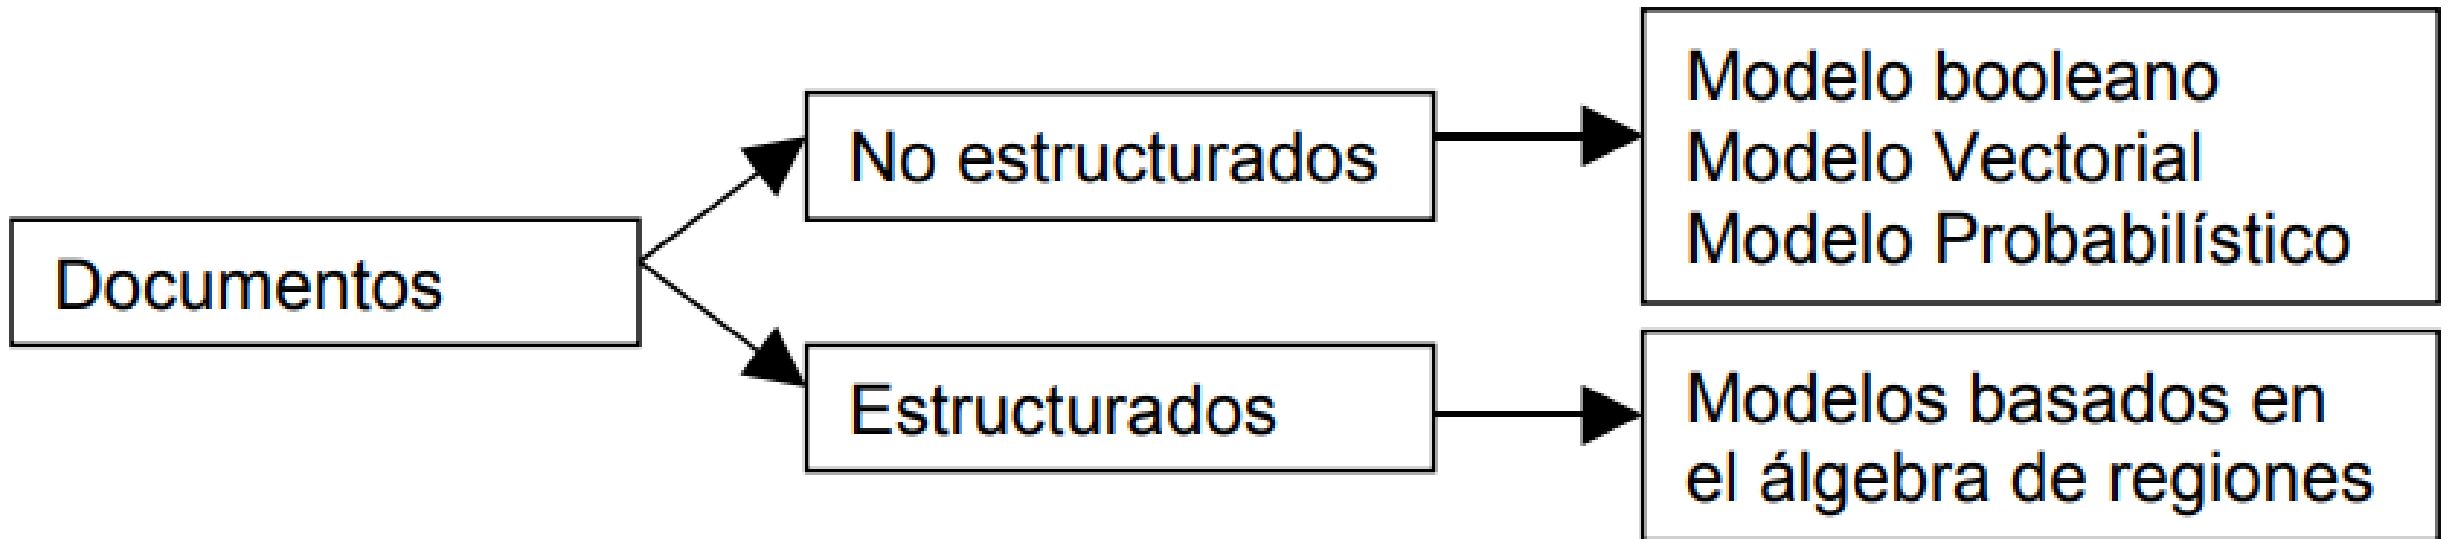 Documentos
No estructurados
Estructurados
Modelo booleano
Modelo Vectorial
Modelo Probabilístico
Modelos basados en
el álgebra de regiones